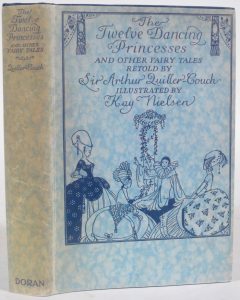 The
Twelve Dancing
Princesses
AND OTHER FAIRY TALES
RETOLD BY
Sir Arthur Quiller-Couch
ILLUSTRATED BY
Kay Nielsen
The
Twelve Dancing
Princesses
AND OTHER
FAIRY TALES
Quiller-Couch
DORAN